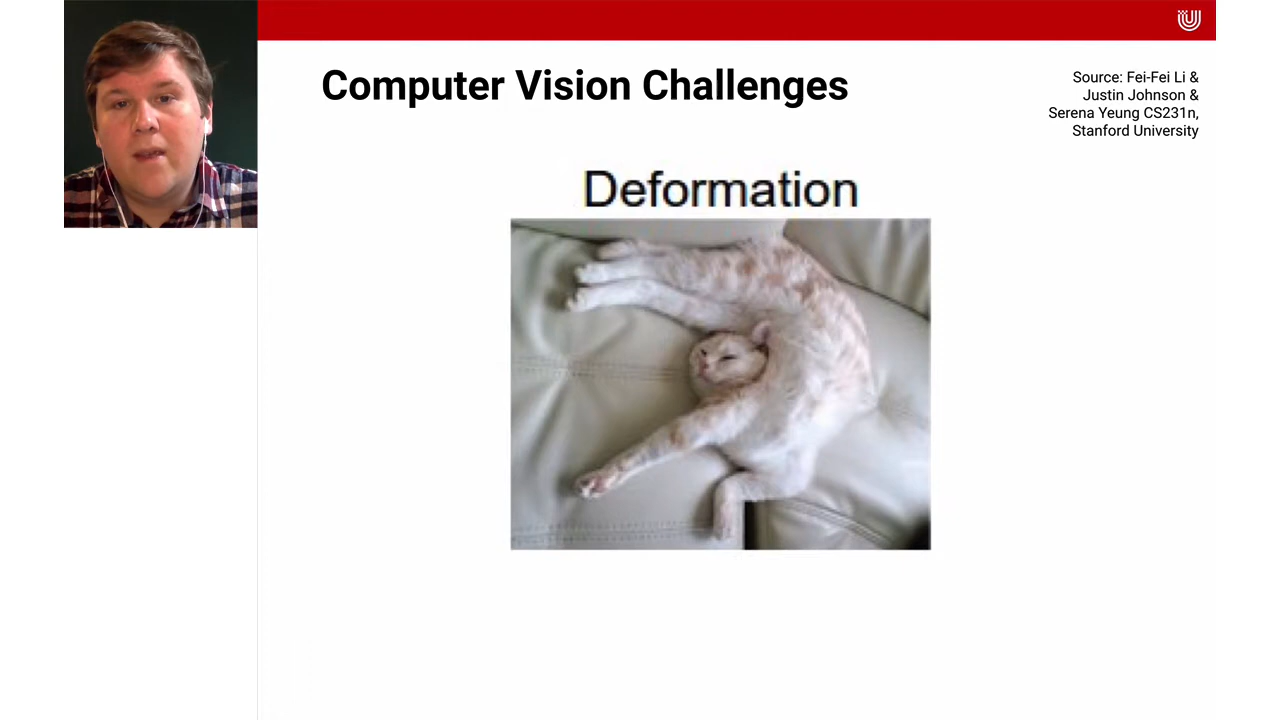 Computer Vision Challenges
Source: Fei-Fei Li &
Justin Johnson &
Serena Yeung CS231n,
Stanford University
Deformation